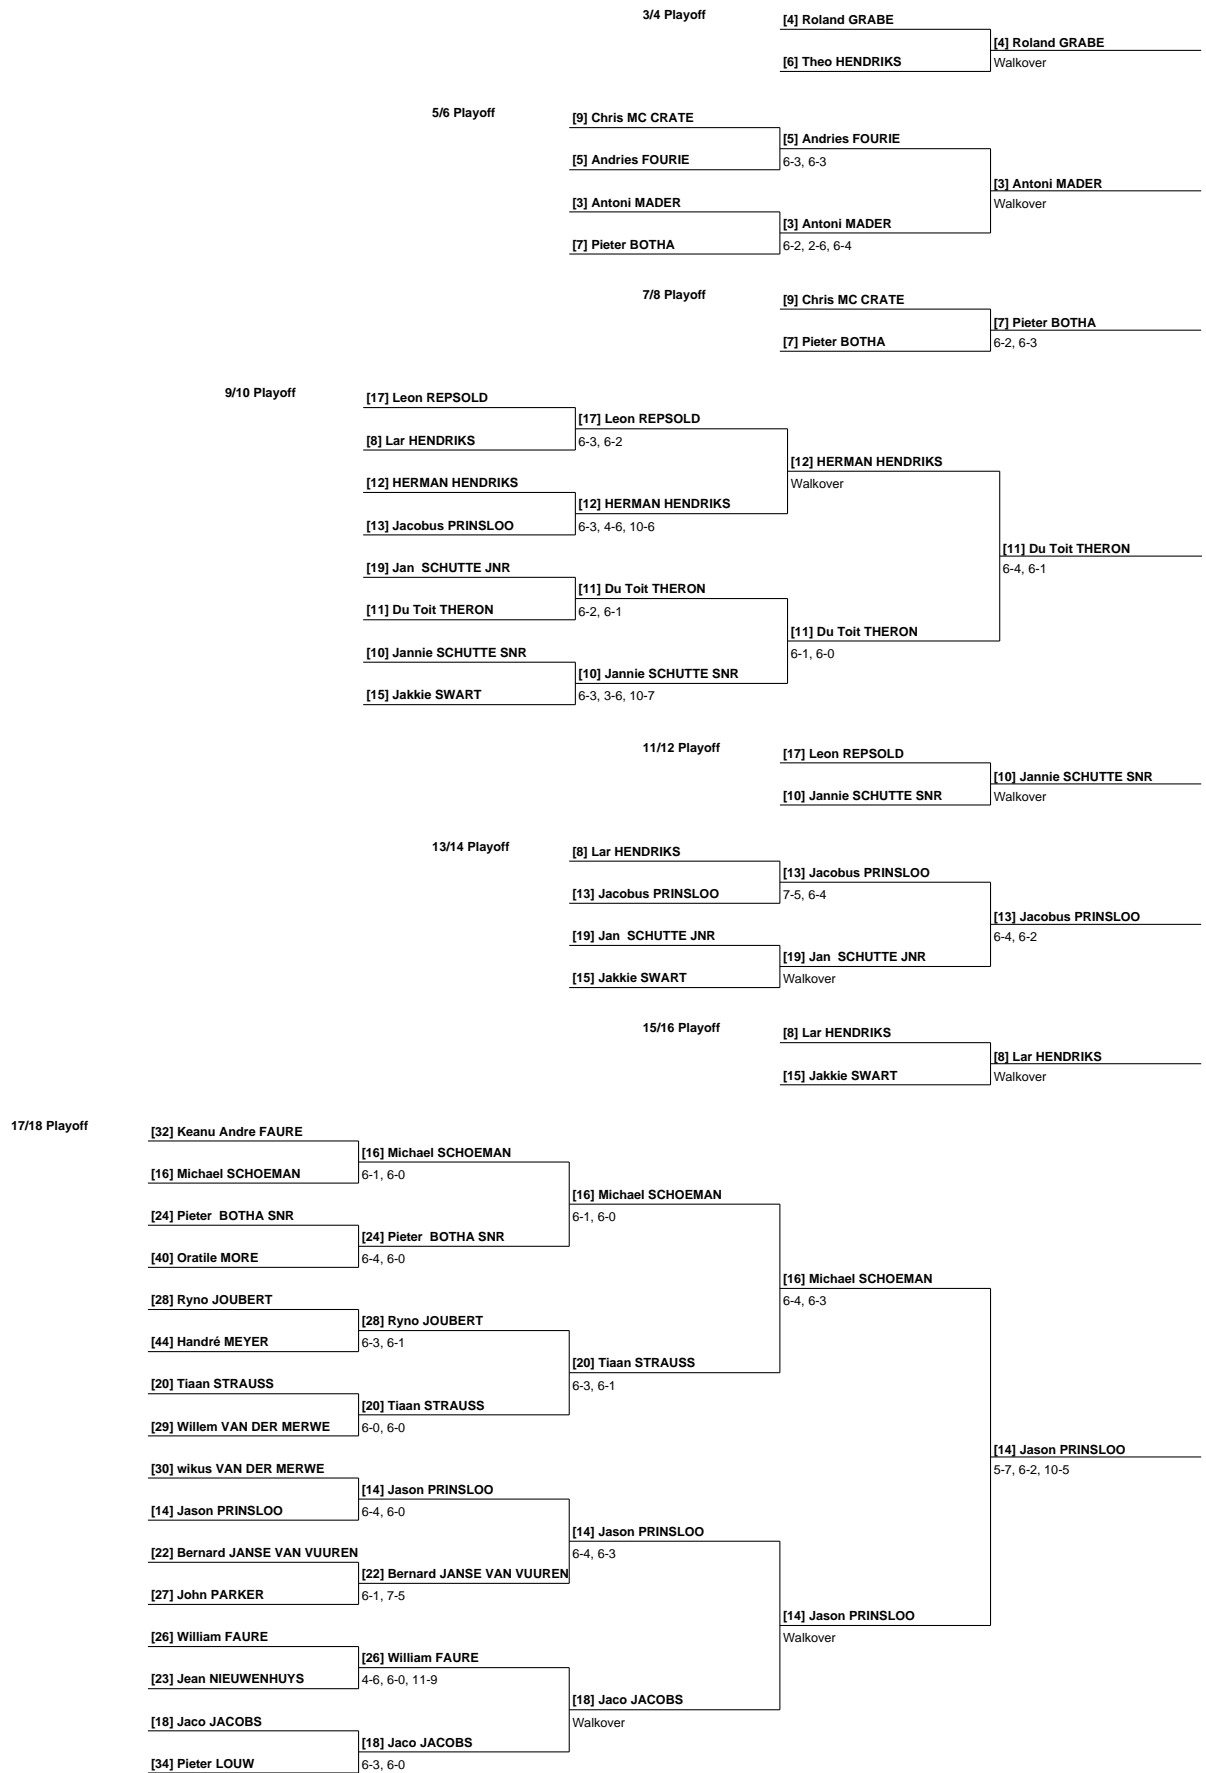 3/4 Playoff
[4] Roland GRABE
[4] Roland GRABE
[6] Theo HENDRIKS
Walkover
5/6 Playoff
[9] Chris MC CRATE
[5] Andries FOURIE
[5] Andries FOURIE
6-3, 6-3
[3] Antoni MADER
Walkover
[3] Antoni MADER
[3] Antoni MADER
[7] Pieter BOTHA
6-2, 2-6, 6-4
7/8 Playoff
[9] Chris MC CRATE
[7] Pieter BOTHA
[7] Pieter BOTHA
6-2, 6-3
9/10 Playoff
[17] Leon REPSOLD
[17] Leon REPSOLD
[8] Lar HENDRIKS
6-3, 6-2
[12] HERMAN HENDRIKS
Walkover
[12] HERMAN HENDRIKS
[12] HERMAN HENDRIKS
[13] Jacobus PRINSLOO
6-3, 4-6, 10-6
[11] Du Toit THERON
6-4, 6-1
[19] Jan  SCHUTTE JNR
[11] Du Toit THERON
[11] Du Toit THERON
6-2, 6-1
[11] Du Toit THERON
6-1, 6-0
[10] Jannie SCHUTTE SNR
[10] Jannie SCHUTTE SNR
[15] Jakkie SWART
6-3, 3-6, 10-7
11/12 Playoff
[17] Leon REPSOLD
[10] Jannie SCHUTTE SNR
[10] Jannie SCHUTTE SNR
Walkover
13/14 Playoff
[8] Lar HENDRIKS
[13] Jacobus PRINSLOO
[13] Jacobus PRINSLOO
7-5, 6-4
[13] Jacobus PRINSLOO
6-4, 6-2
[19] Jan  SCHUTTE JNR
[19] Jan  SCHUTTE JNR
[15] Jakkie SWART
Walkover
15/16 Playoff
[8] Lar HENDRIKS
[8] Lar HENDRIKS
[15] Jakkie SWART
Walkover
17/18 Playoff
[32] Keanu Andre FAURE
[16] Michael SCHOEMAN
[16] Michael SCHOEMAN
6-1, 6-0
[16] Michael SCHOEMAN
6-1, 6-0
[24] Pieter  BOTHA SNR
[24] Pieter  BOTHA SNR
[40] Oratile MORE
6-4, 6-0
[16] Michael SCHOEMAN
6-4, 6-3
[28] Ryno JOUBERT
[28] Ryno JOUBERT
[44] Handré MEYER
6-3, 6-1
[20] Tiaan STRAUSS
6-3, 6-1
[20] Tiaan STRAUSS
[20] Tiaan STRAUSS
[29] Willem VAN DER MERWE
6-0, 6-0
[14] Jason PRINSLOO
5-7, 6-2, 10-5
[30] wikus VAN DER MERWE
[14] Jason PRINSLOO
[14] Jason PRINSLOO
6-4, 6-0
[14] Jason PRINSLOO
6-4, 6-3
[22] Bernard JANSE VAN VUUREN
[22] Bernard JANSE VAN VUUREN
[27] John PARKER
6-1, 7-5
[14] Jason PRINSLOO
Walkover
[26] William FAURE
[26] William FAURE
[23] Jean NIEUWENHUYS
4-6, 6-0, 11-9
[18] Jaco JACOBS
Walkover
[18] Jaco JACOBS
[18] Jaco JACOBS
[34] Pieter LOUW
6-3, 6-0